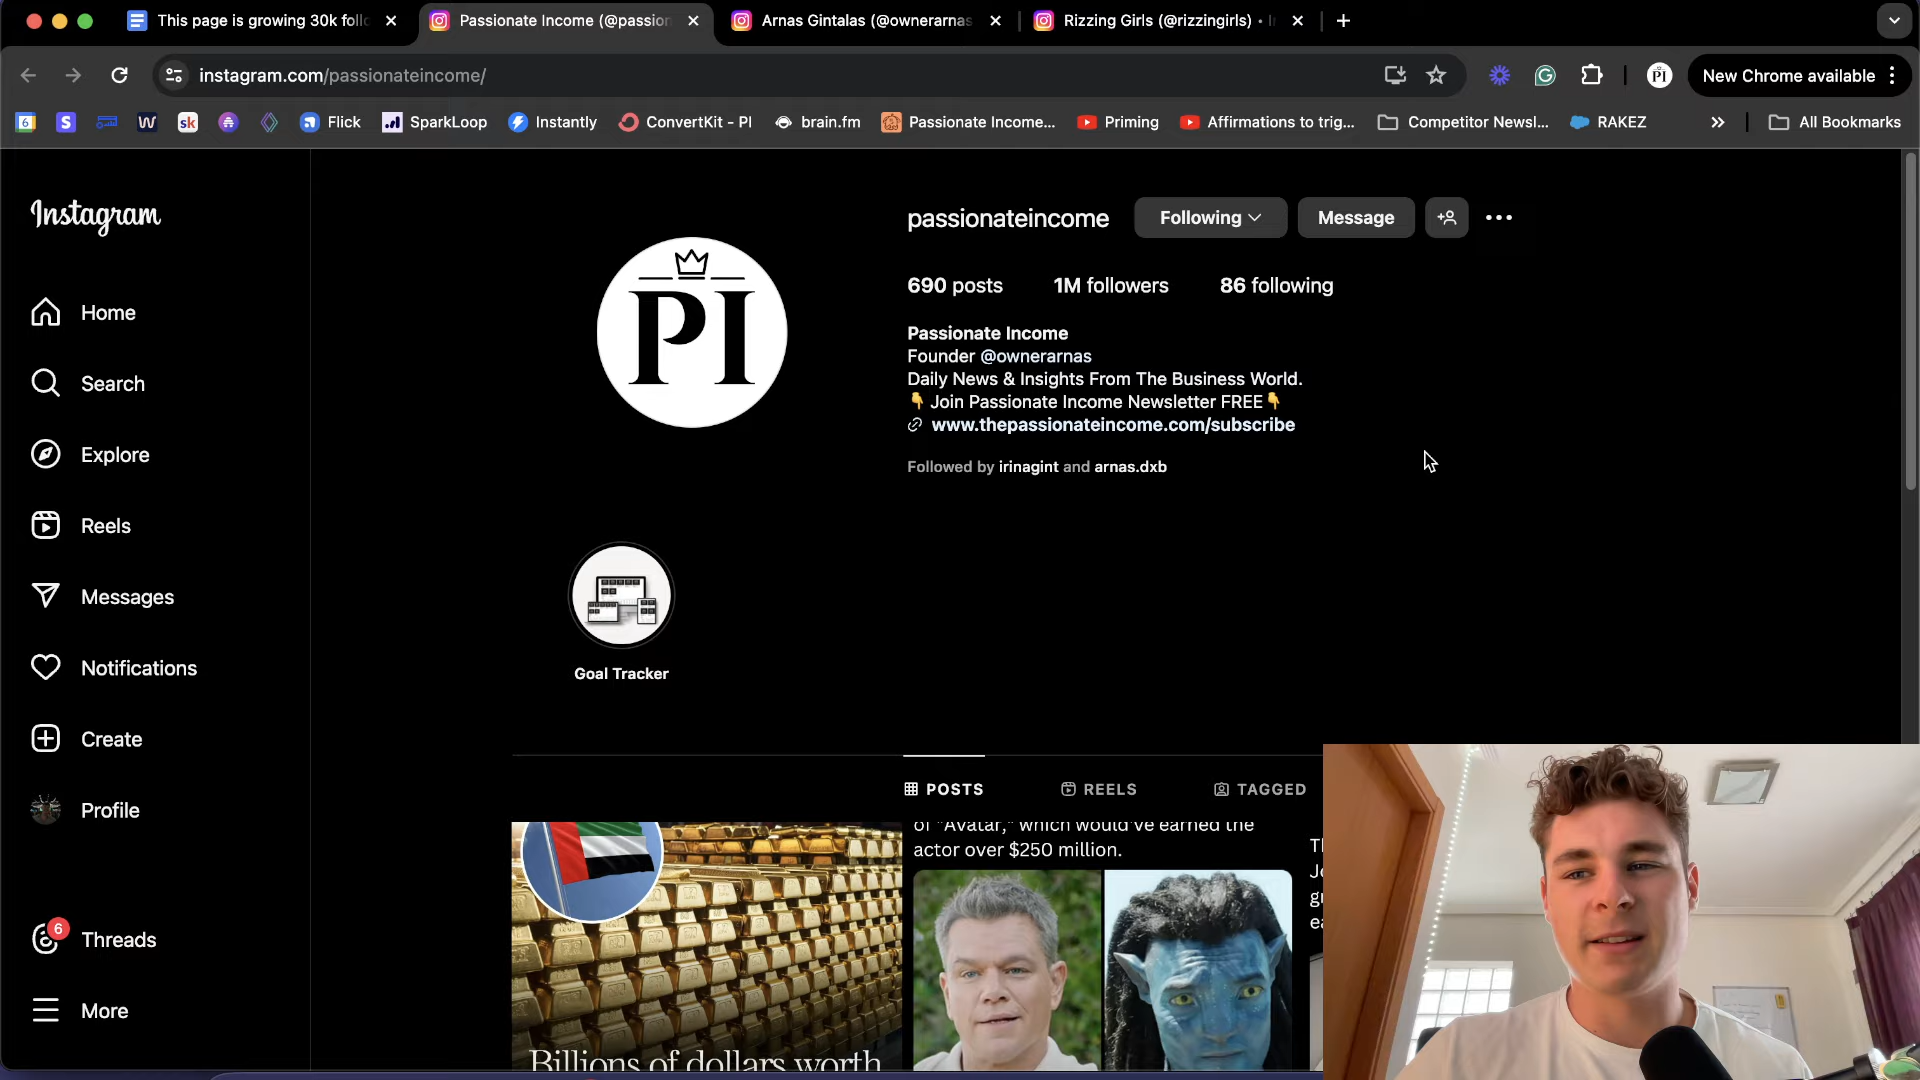 This page is growing 30k foll
Passionate Income (@passion
Arnas Gintalas (@ownerarnas
Rizzing Girls (@rizzingirls) •
instagram.com/passionateincome/
PI
New Chrome available
6
S
W
sk
Flick
SparkLoop
Instantly
ConvertKit - PI
brain.fm
Passionate Income...
Priming
Affirmations to trig...
Competitor Newsl...
RAKEZ
All Bookmarks
Instagram
Home
Search
Explore
Reels
Messages
Notifications
Create
Profile
6
Threads
More
PI
passionateincome
Following
Message
690 posts
1M followers
86 following
Passionate Income
Founder @ownerarnas
Daily News & Insights From The Business World.
👇 Join Passionate Income Newsletter FREE👇
www.thepassionateincome.com/subscribe
Followed by irinagint and arnas.dxb
Goal Tracker
POSTS
REELS
TAGGED
Billions of dollars worth
of "Avatar," which would've earned the
actor over $250 million.